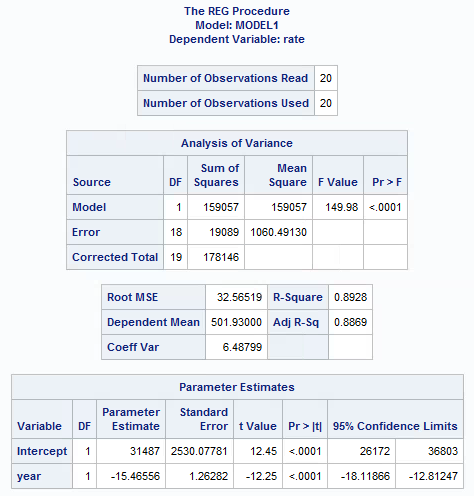 The REG Procedure
Model: MODEL1
Dependent Variable: rate
Number of Observations Read 20
Number of Observations Used 20
Analysis of Variance
Source DF Sum of Squares Mean Square F Value Pr > F
Model 1 159057 159057 149.98 <.0001
Error 18 19089 1060.49130
Corrected Total 19 178146
Root MSE 32.56519 R-Square 0.8928
Dependent Mean 501.93000 Adj R-Sq 0.8869
Coeff Var 6.48799
Parameter Estimates
Variable DF Parameter Estimate Standard Error t Value Pr > |t| 95% Confidence Limits
Intercept 1 31487 2530.07781 12.45 <.0001 26172 36803
year 1 -15.46556 1.26282 -12.25 <.0001 -18.11866 -12.81247